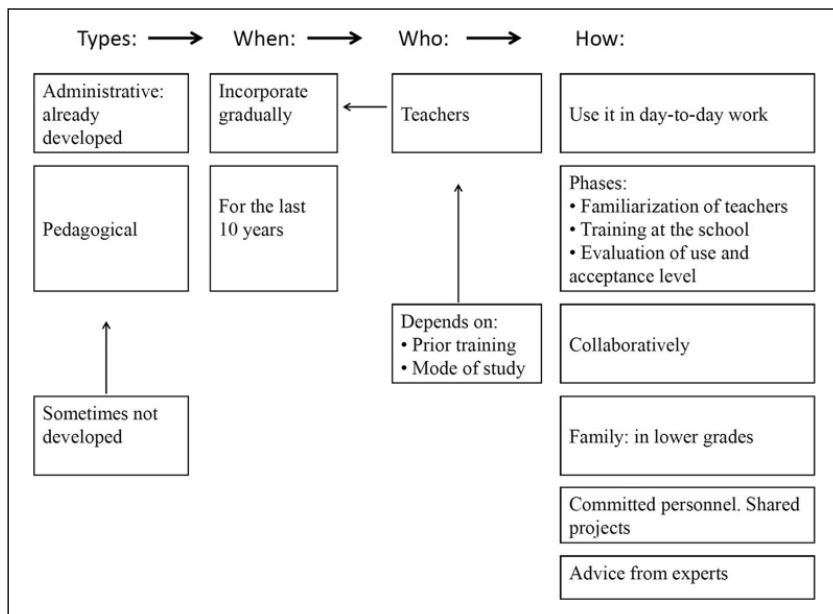 Types:
When:
Who:
How:
Administrative:
already
developed
Incorporate
gradually
Teachers
Use it in day-to-day work
Pedagogical
For the last
10 years
Phases:
• Familiarization of teachers
• Training at the school
• Evaluation of use and
acceptance level
Depends on:
• Prior training
• Mode of study
Collaboratively
Sometimes not
developed
Family: in lower grades
Committed personnel. Shared
projects
Advice from experts